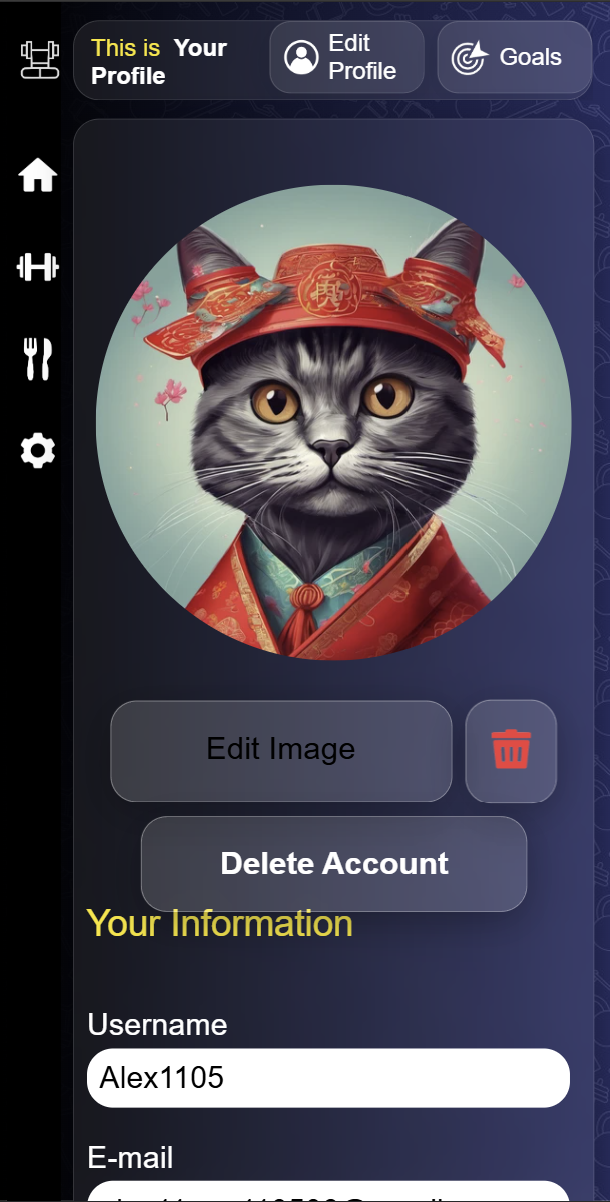 This is Your
Profile
Edit
Profile
Goals
Edit Image
Delete Account
Your Information
Username
Alex1105
E-mail